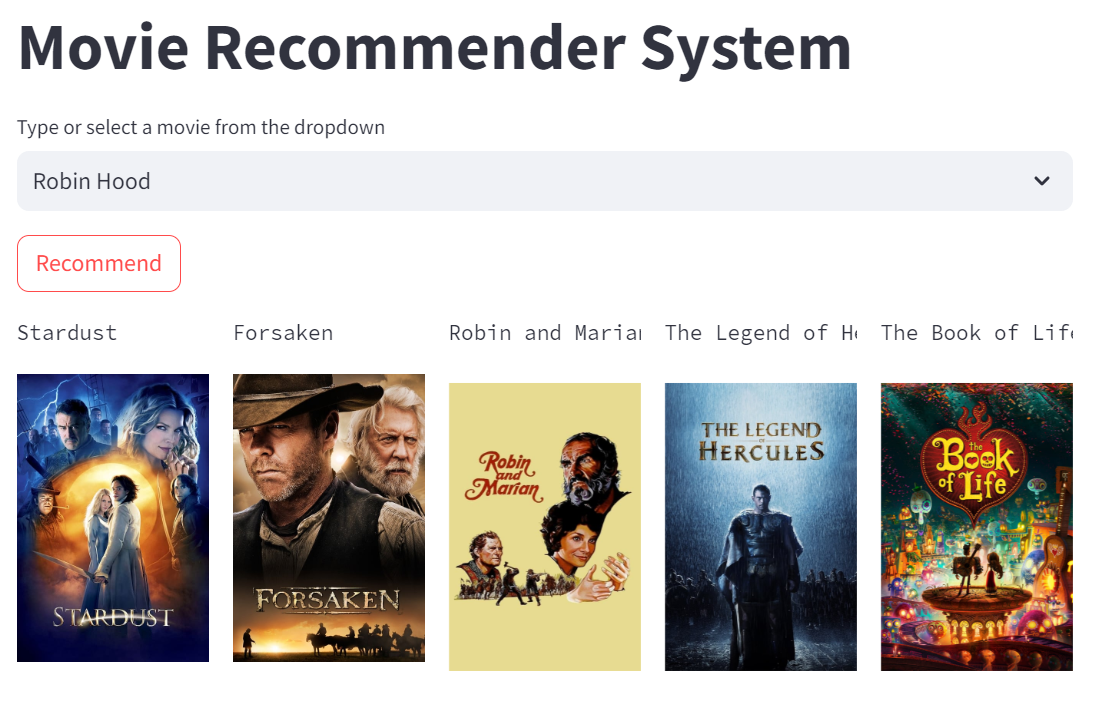 Movie Recommender System
Type or select a movie from the dropdown
Robin Hood
Recommend
Stardust
Forsaken
Robin and Marian
The Legend of He
The Book of Life
STARDUST
FORSAKEN
Robin
and
Marian
THE LEGEND
OF
HERCULES
the
Book
of Life